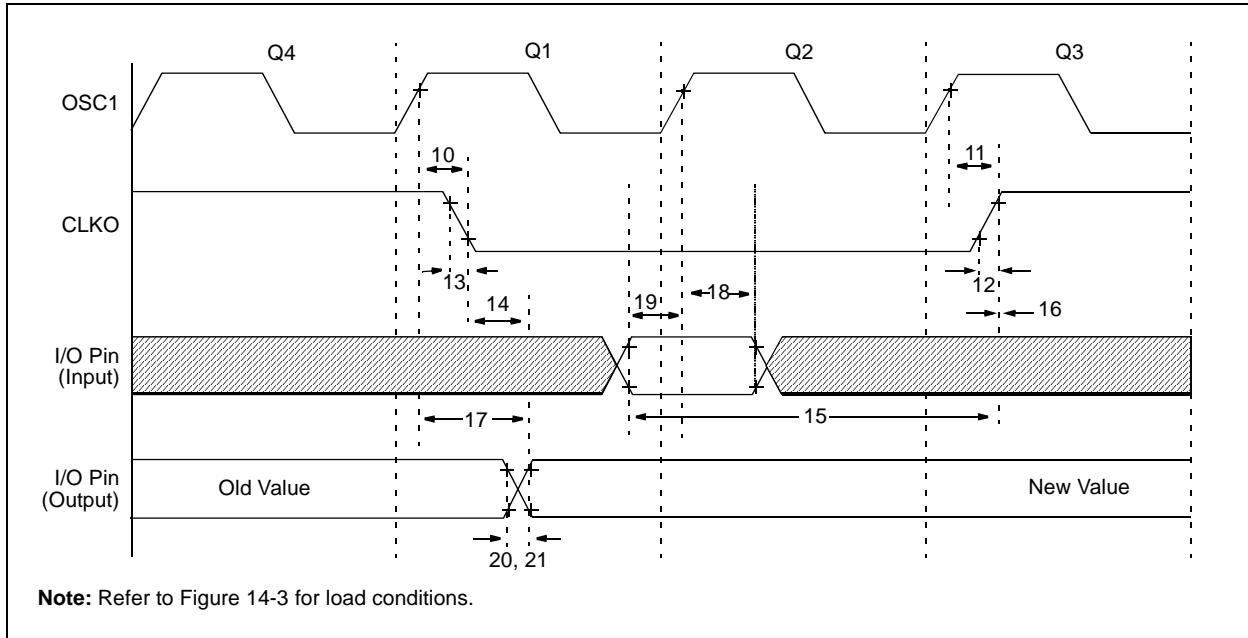 Q4 Q1 Q2 Q3
OSC1
10 11
CLKO
13 12
14 19 18 16
I/O Pin
(Input)
17 15
I/O Pin
(Output)
Old Value New Value
20, 21
Note: Refer to Figure 14-3 for load conditions.